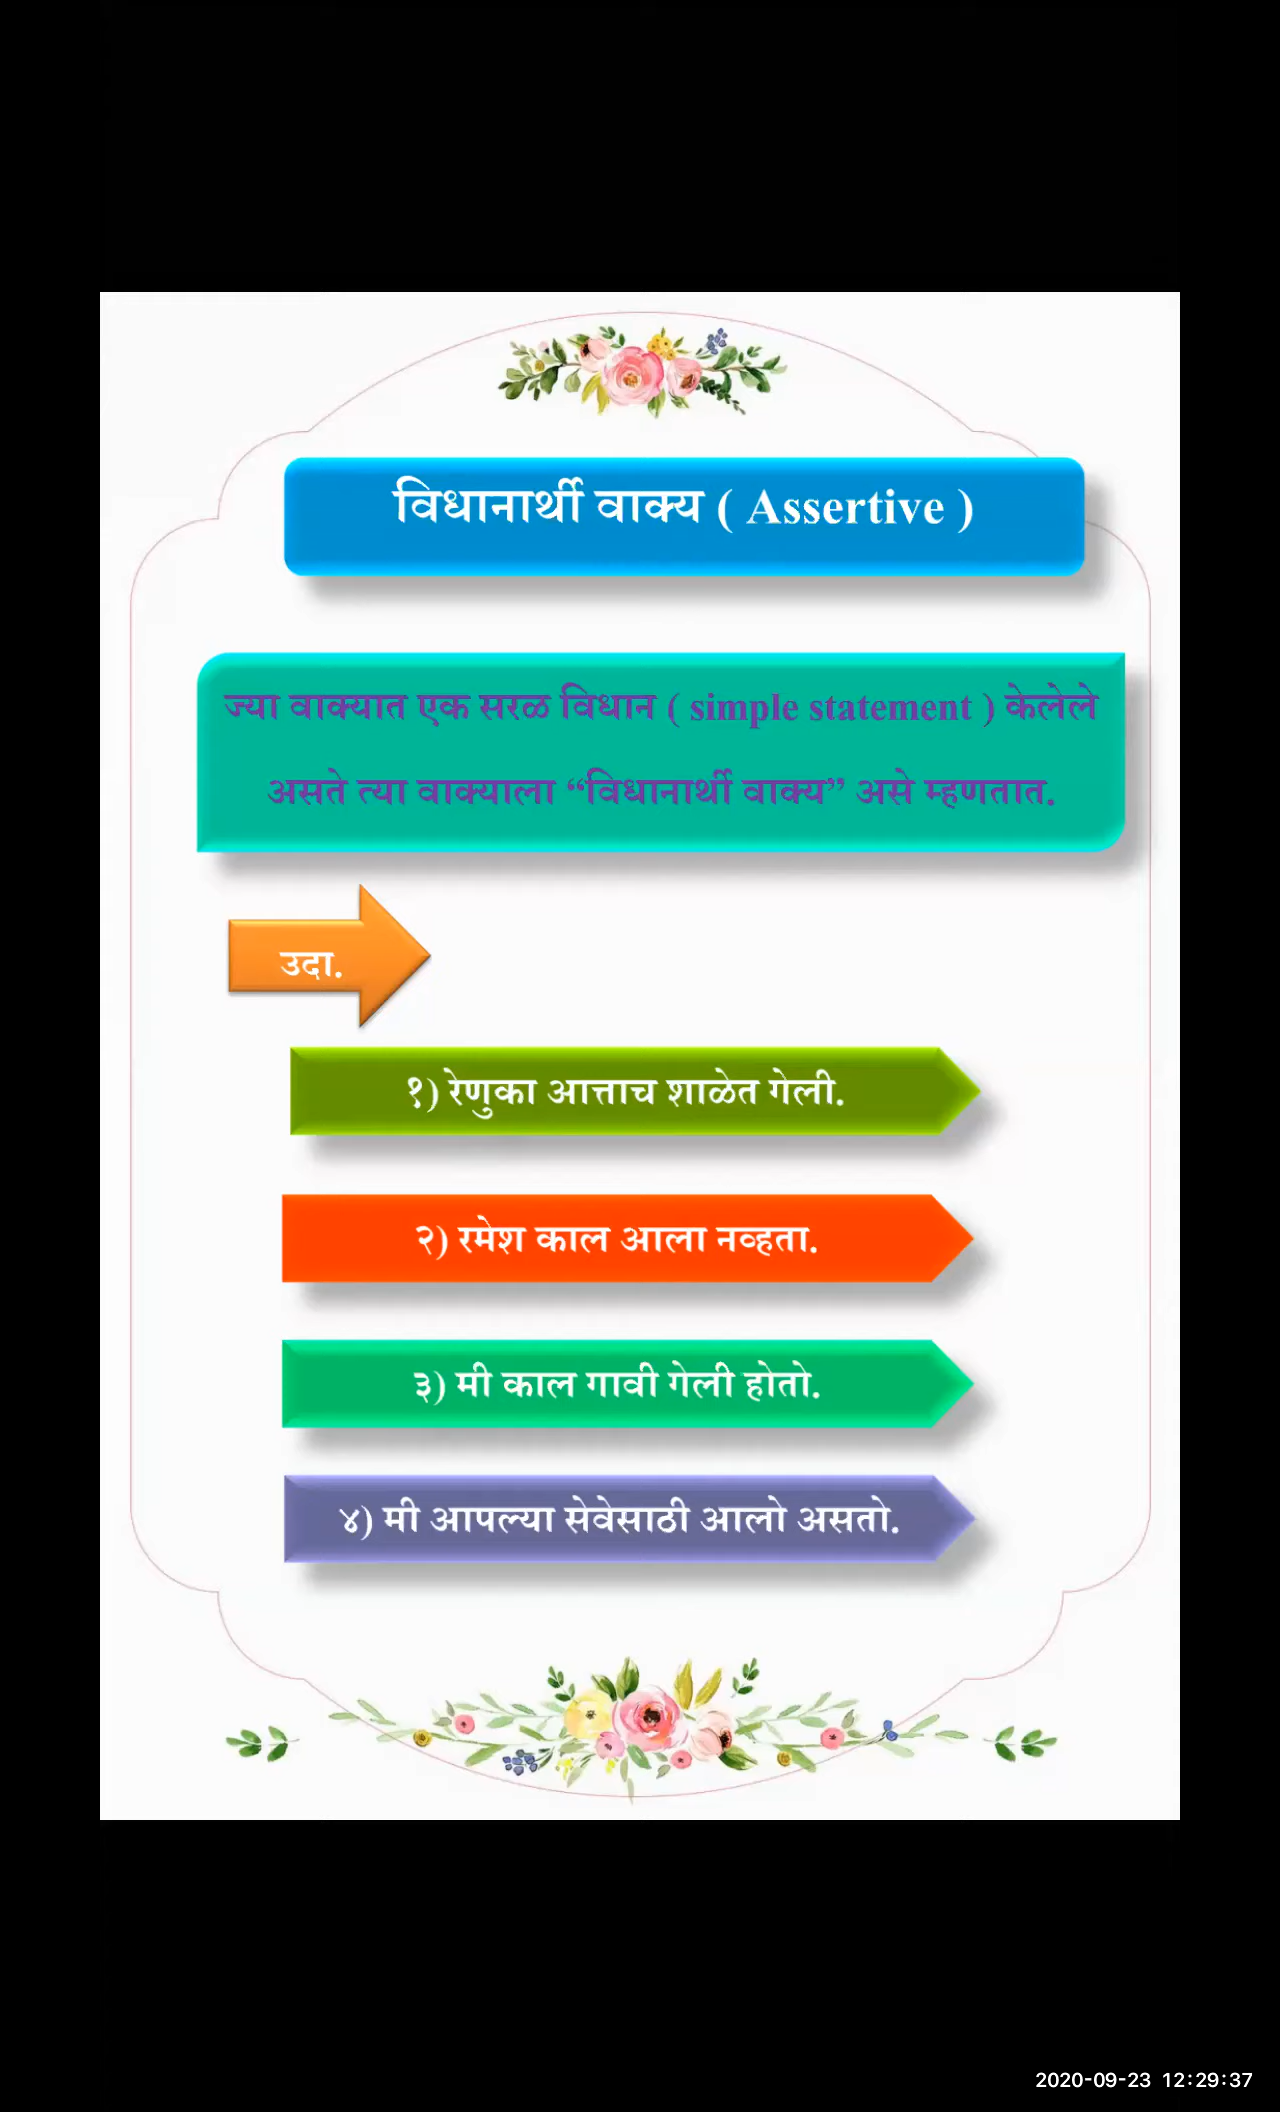 विधानार्थी वाक्य ( Assertive )
ज्या वाक्यात एक सरळ विधान ( simple statement ) केलेले
असते त्या वाक्याला “विधानार्थी वाक्य” असे म्हणतात.
उदा.
१) रेणुका आत्ताच शाळेत गेली.
२) रमेश काल आला नव्हता.
३) मी काल गावी गेली होतो.
४) मी आपल्या सेवेसाठी आलो असतो.
2020-09-23 12:29:37